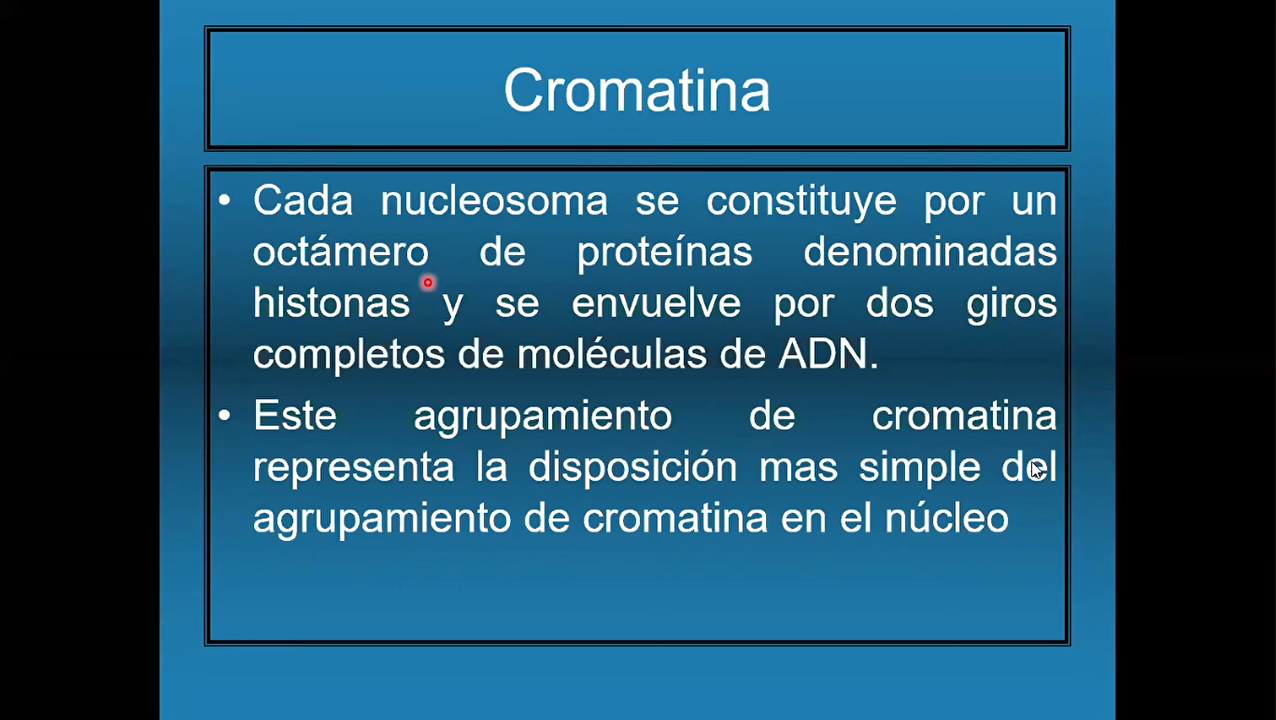 Cromatina
• Cada nucleosoma se constituye por un
octámero de proteínas denominadas
histonas y se envuelve por dos giros
completos de moléculas de ADN.
• Este agrupamiento de cromatina
representa la disposición mas simple del
agrupamiento de cromatina en el núcleo